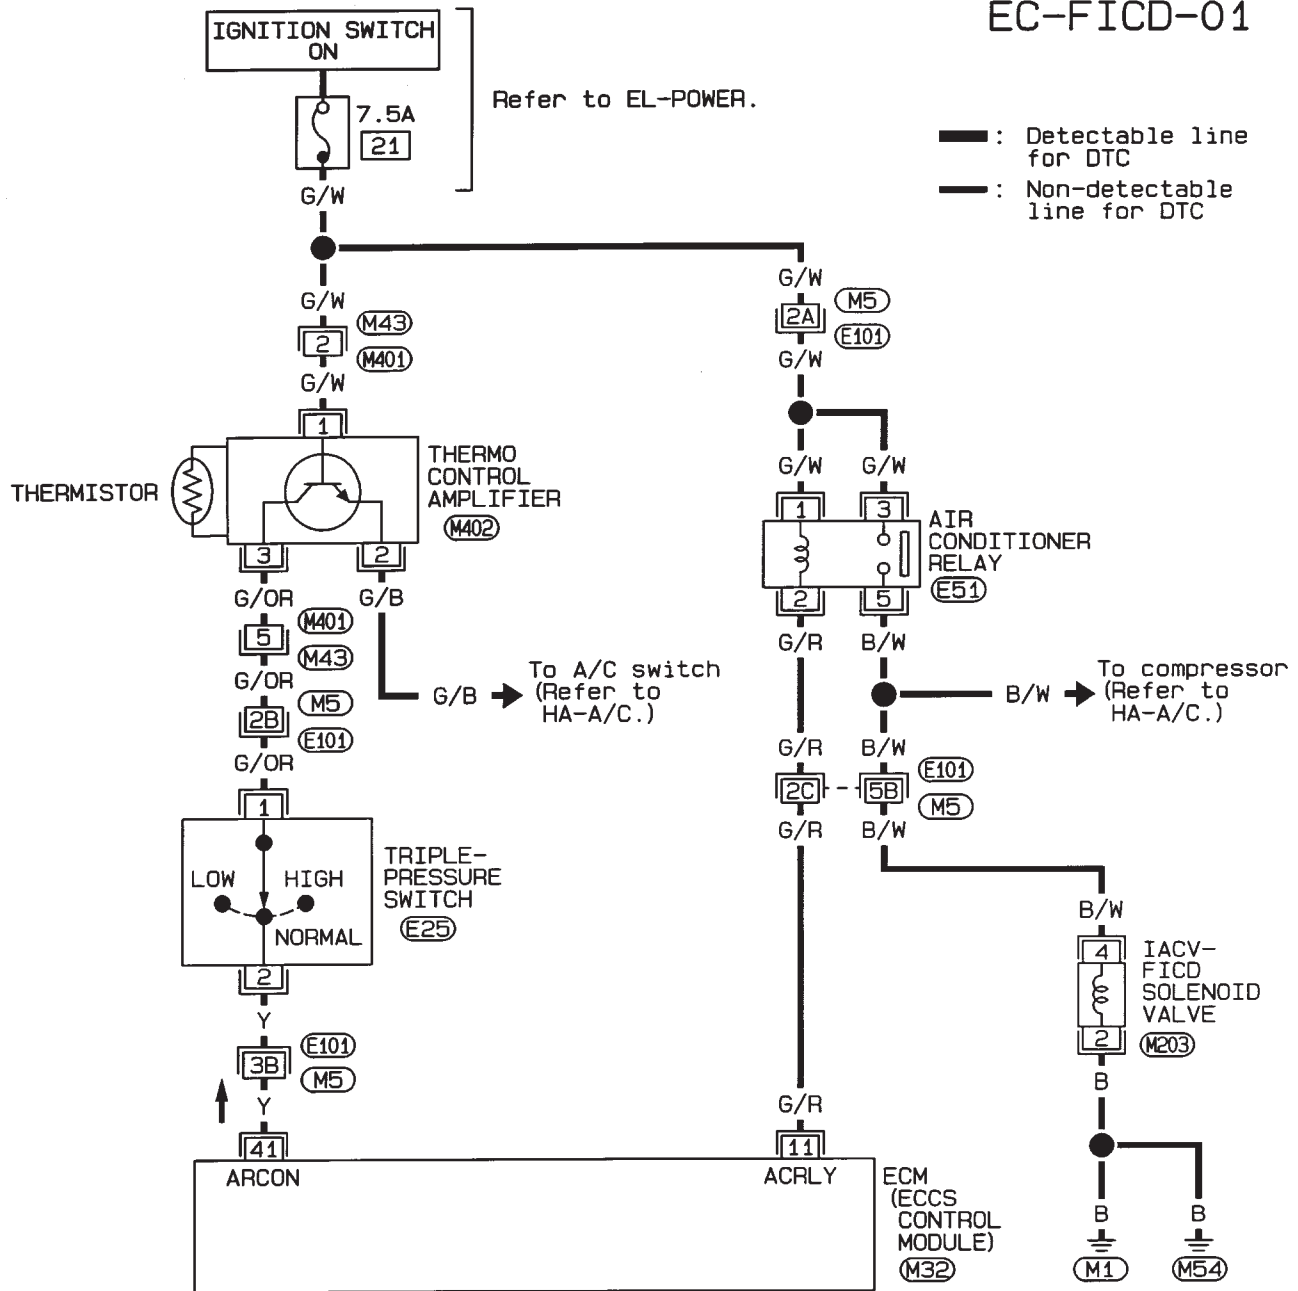 EC-FICD-01
IGNITION SWITCH
ON
7.5A
21
Refer to EL-POWER.
: Detectable line
for DTC
: Non-detectable
line for DTC
G/W
G/W
M43
2
M401
G/W
1
THERMISTOR
THERMO
CONTROL
AMPLIFIER
M402
3
2
G/OR
G/B
M401
5
M43
G/OR
M5
2B
E101
G/OR
G/B
To A/C switch
(Refer to
HA-A/C.)
1
LOW
HIGH
NORMAL
TRIPLE-
PRESSURE
SWITCH
E25
2
Y
E101
3B
M5
Y
41
ARCON
G/W
M5
2A
E101
G/W
G/W
G/W
1
3
AIR
CONDITIONER
RELAY
E51
2
5
G/R
B/W
B/W
To compressor
(Refer to
HA-A/C.)
G/R
B/W
E101
2C
5B
M5
G/R
B/W
B/W
4
IACV-
FICD
SOLENOID
VALVE
2
M203
B
G/R
11
ACRLY
ECM
(ECCS
CONTROL
MODULE)
M32
B
B
M1
M54